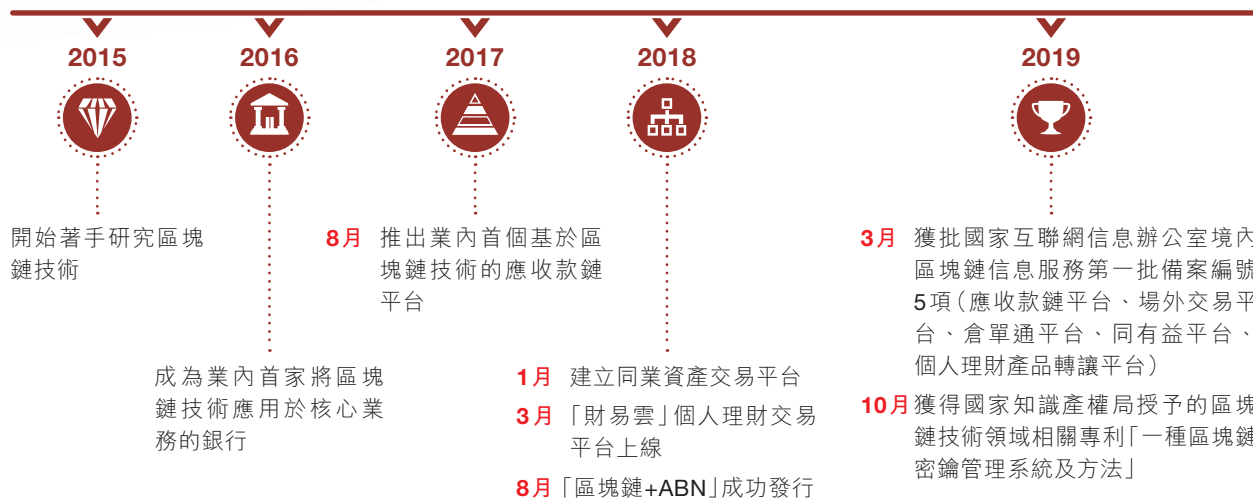 2015
開始著手研究區塊
鏈技術
2016
成為業內首家將區塊
鏈技術應用於核心業
務的銀行
2017
8月 推出業內首個基於區
塊鏈技術的應收款鏈
平台
2018
1月 建立同業資產交易平台
3月 「財易雲」個人理財交易
平台上線
8月「區塊鏈+ABN」成功發行
2019
3月 獲批國家互聯網信息辦公室境內
區塊鏈信息服務第一批備案編號
5項（應收款鏈平台、場外交易平
台、倉單通平台、同有益平台、
個人理財產品轉讓平台）
10月獲得國家知識產權局授予的區塊
鏈技術領域相關專利「一種區塊鏈
密鑰管理系統及方法」